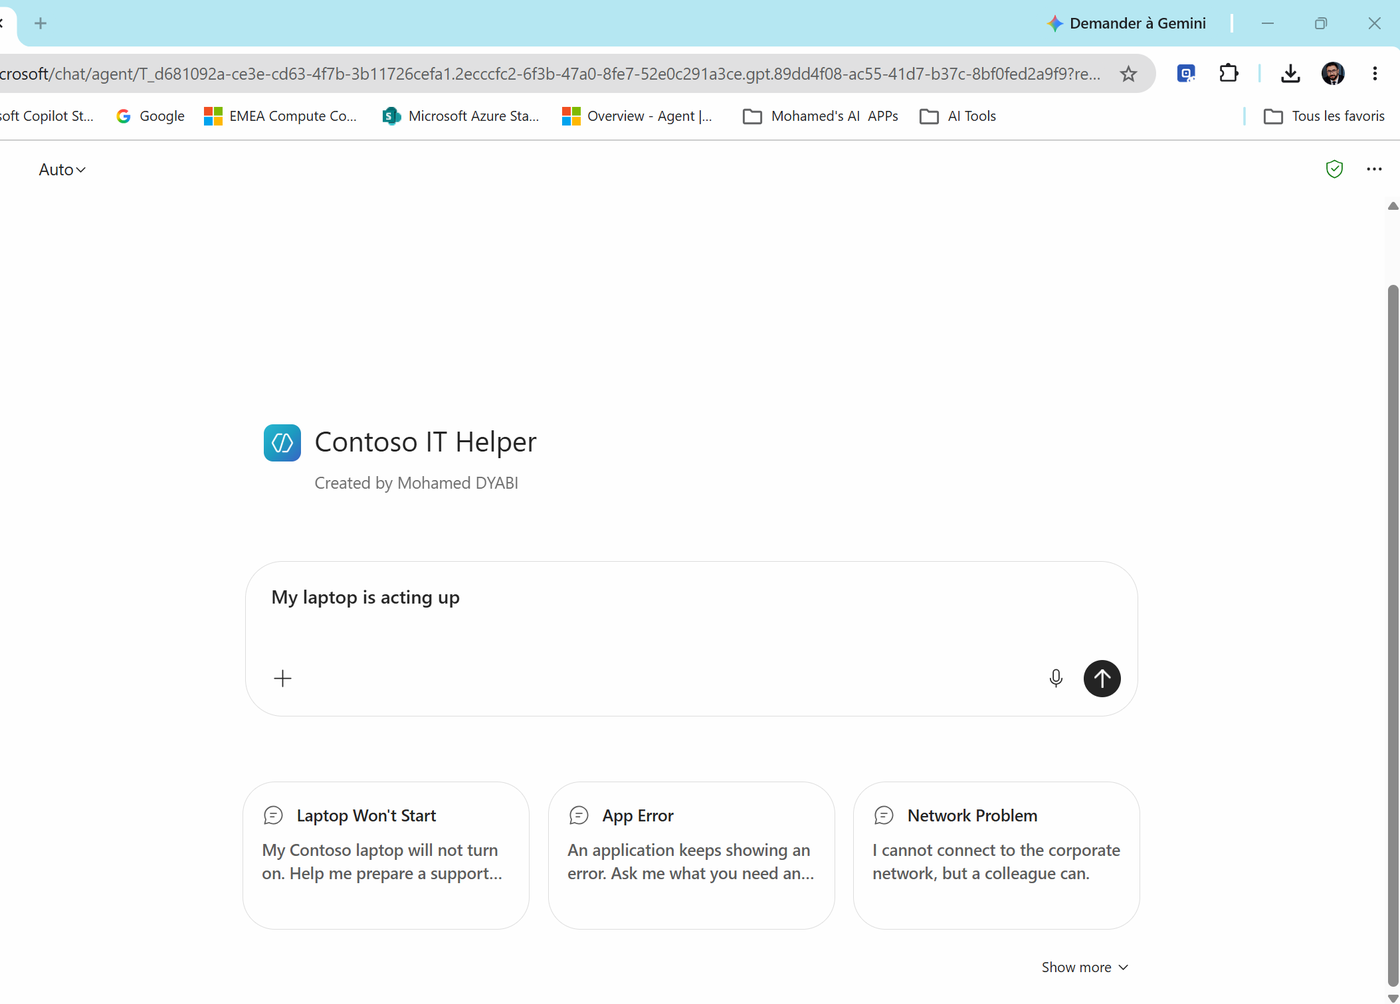 Demander à Gemini
crosoft/chat/agent/T_d681092a-ce3e-cd63-4f7b-3b11726cefa1.2ecccfc2-6f3b-47a0-8fe7-52e0c291a3ce.gpt.89dd4f08-ac55-41d7-b37c-8bf0fed2a9f9?re...
soft Copilot St... Google EMEA Compute Co... Microsoft Azure Sta... Overview - Agent |... Mohamed's AI APPs AI Tools Tous les favoris
Auto
Contoso IT Helper
Created by Mohamed DYABI
My laptop is acting up
Laptop Won't Start
My Contoso laptop will not turn
on. Help me prepare a support...
App Error
An application keeps showing an
error. Ask me what you need an...
Network Problem
I cannot connect to the corporate
network, but a colleague can.
Show more